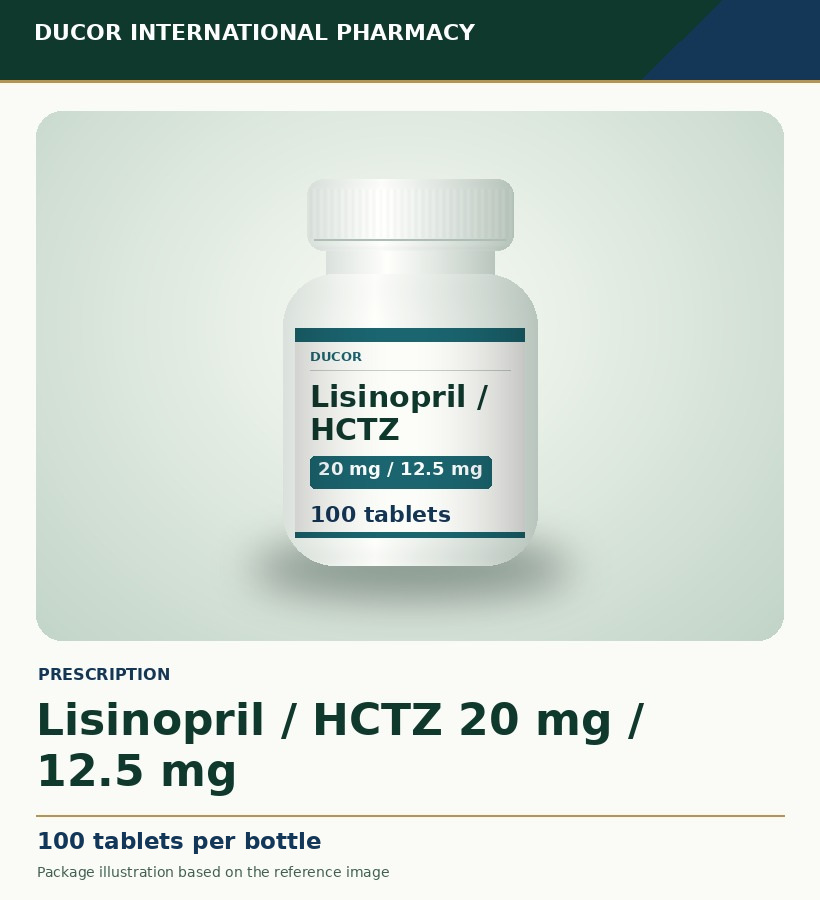 DUCOR INTERNATIONAL PHARMACY
DUCOR
Lisinopril /
HCTZ
20 mg / 12.5 mg
100 tablets
PRESCRIPTION
Lisinopril / HCTZ 20 mg /
12.5 mg
100 tablets per bottle
Package illustration based on the reference image